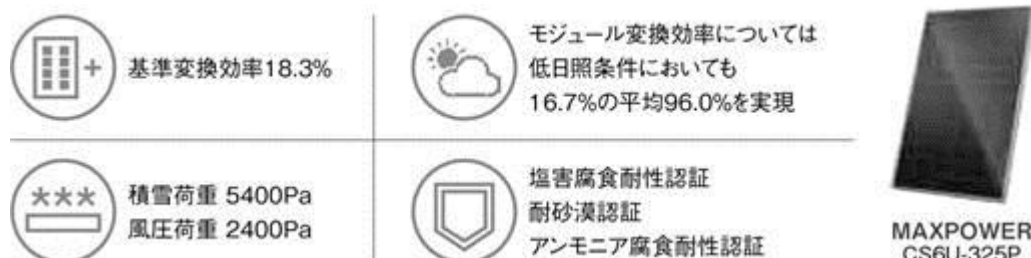 基準変換効率18.3%
モジュール変換効率については
低日照条件においても
16.7%の平均96.0%を実現
積雪荷重 5400Pa
風圧荷重 2400Pa
塩害腐食耐性認証
耐砂漠認証
アンモニア腐食耐性認証
MAXPOWER
CS6U-325P